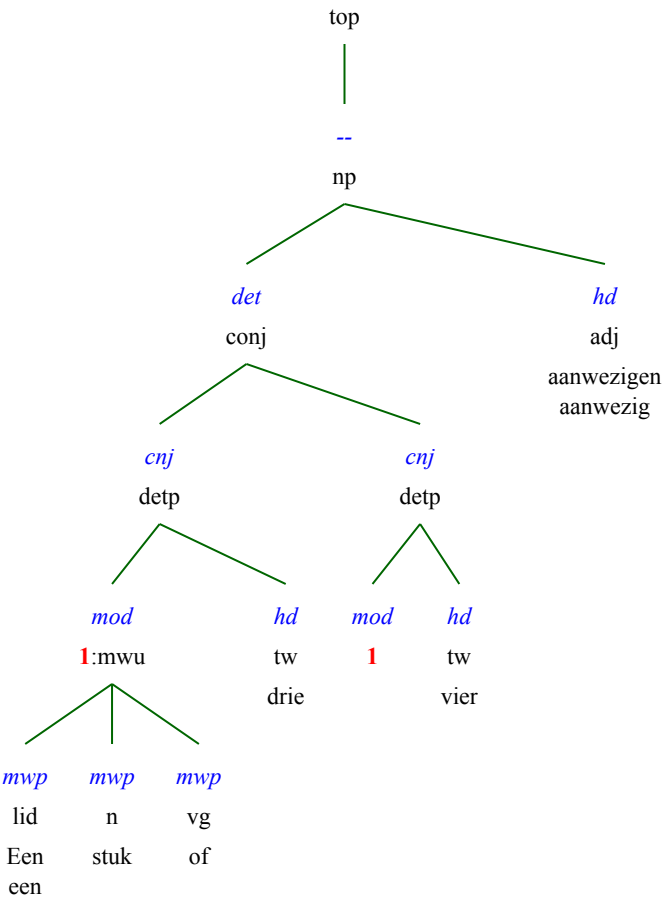 top
--
np
det hd
conj adj
aanwezigen
aanwezig
cnj cnj
detp detp
mod hd mod hd
1:mwu tw 1 tw
drie vier
mwp mwp mwp
lid n vg
Een stuk of
een